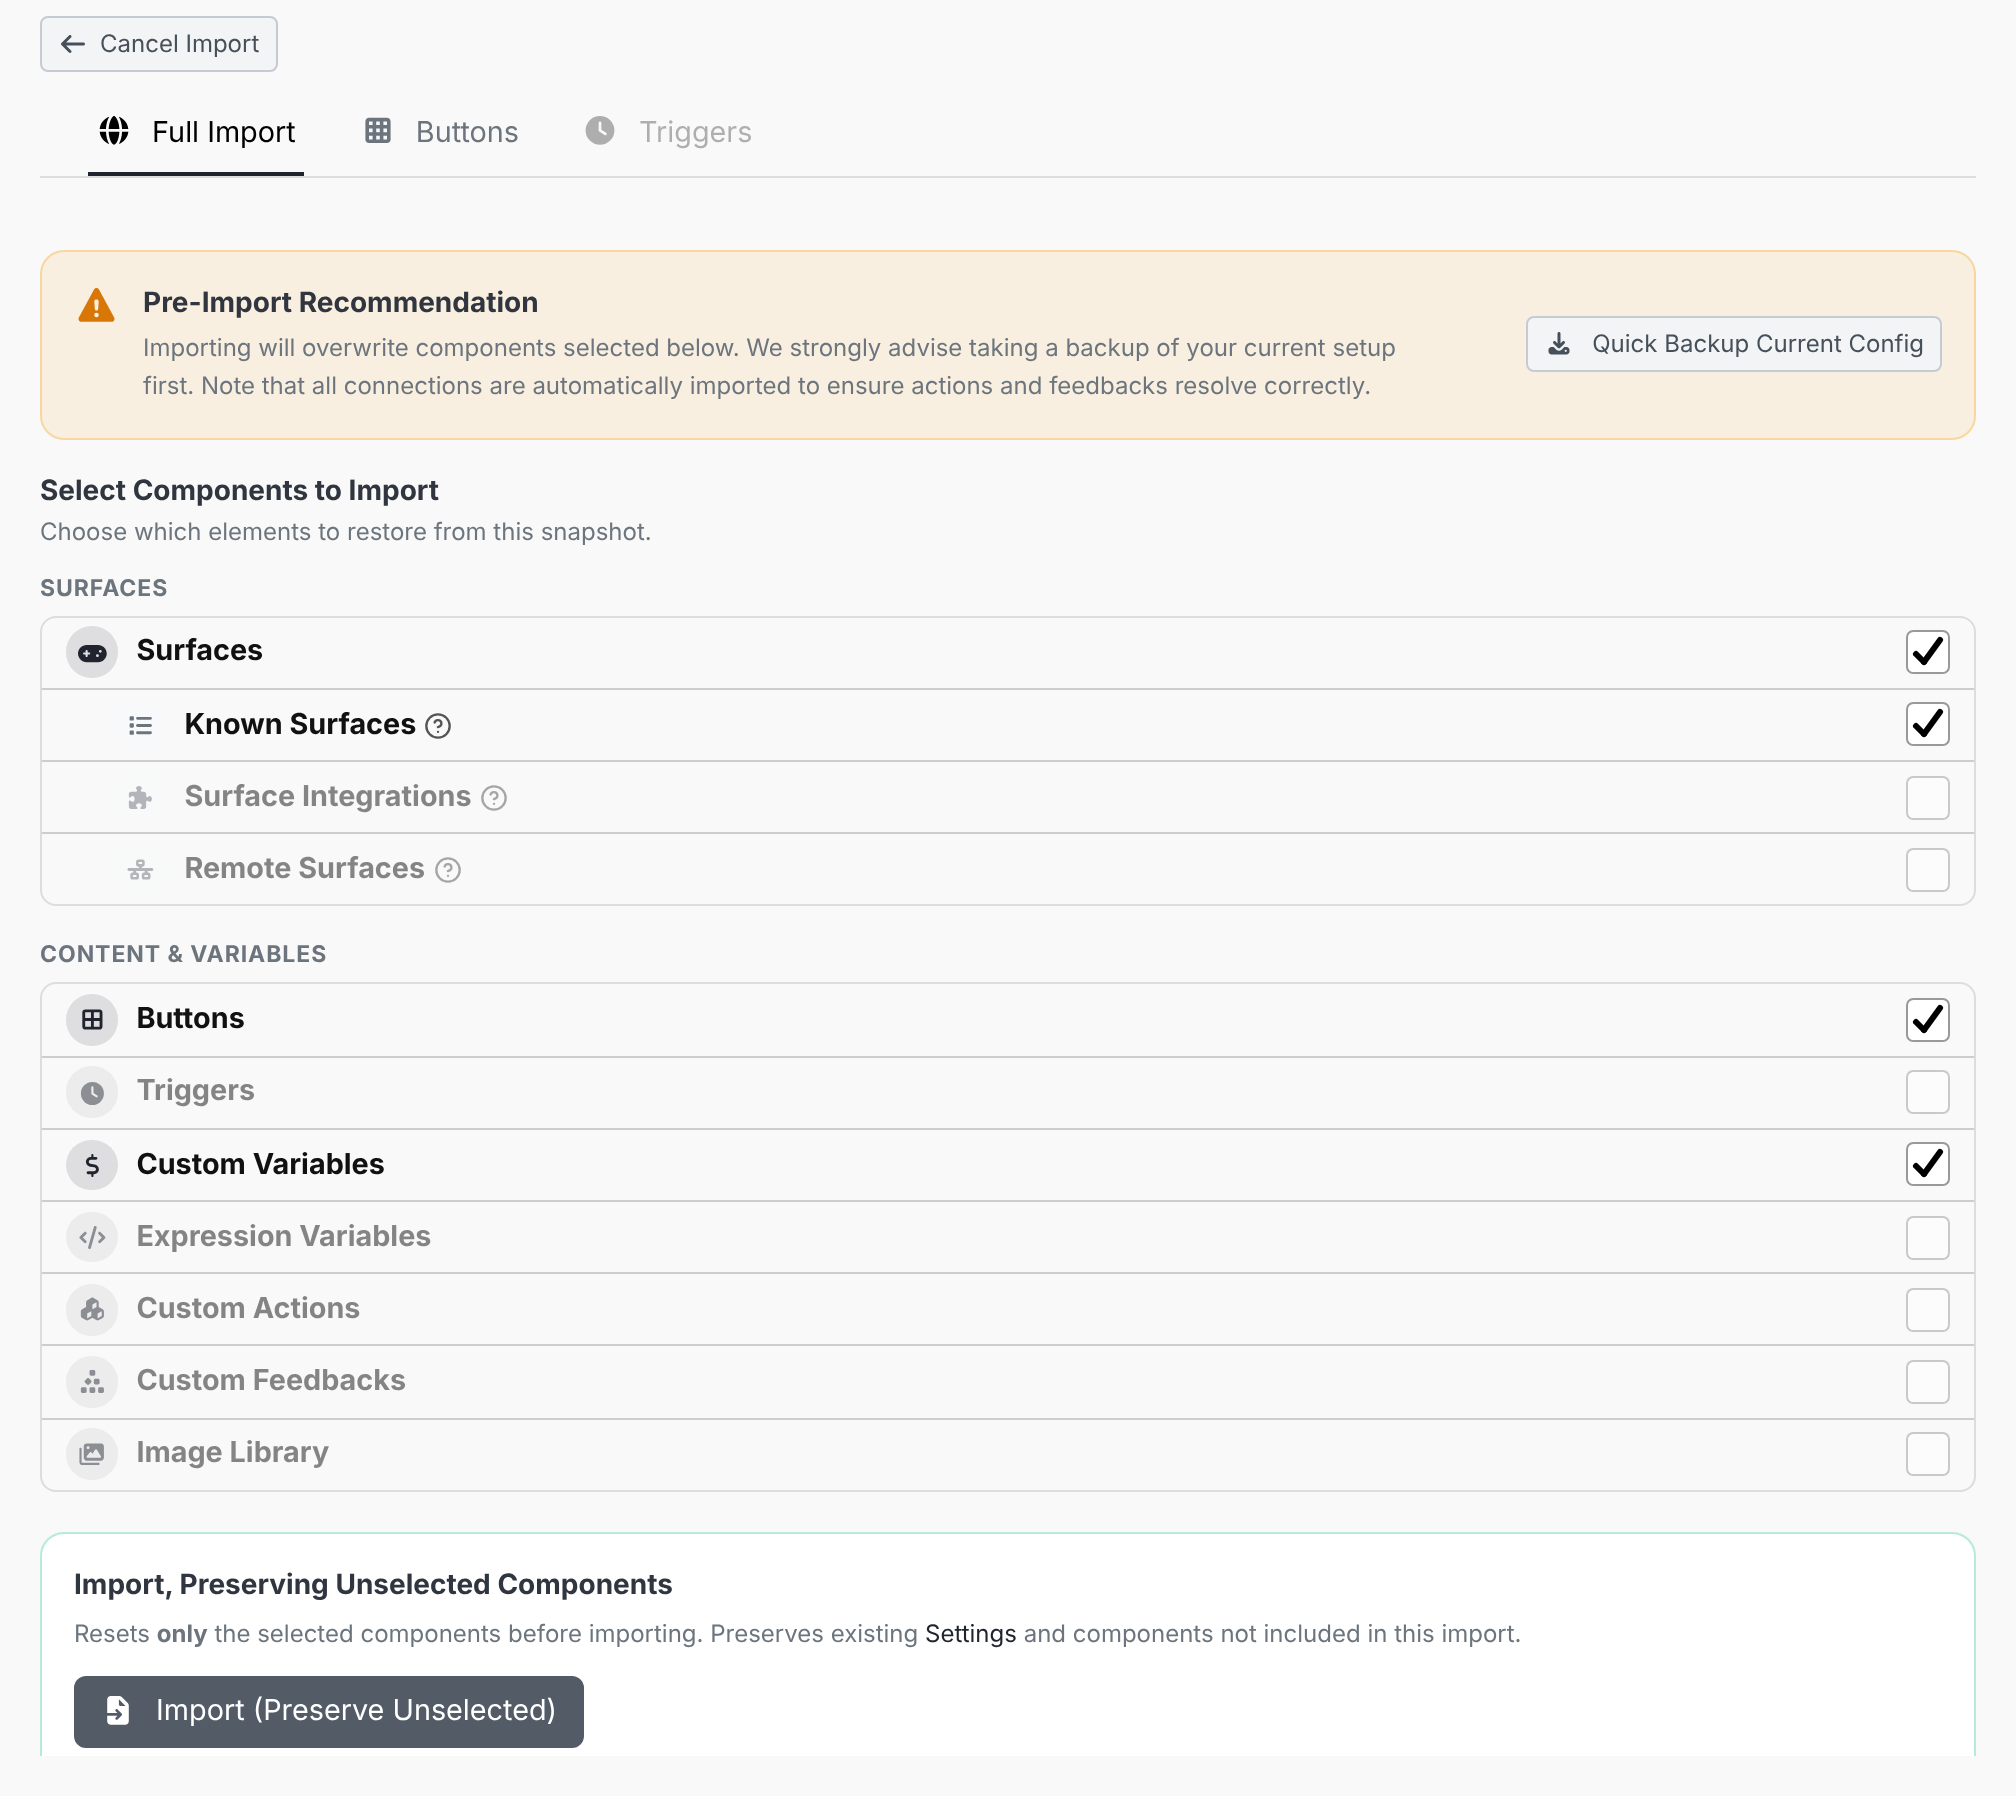 Cancel Import
Full Import
Buttons
Triggers
Pre-Import Recommendation
Importing will overwrite components selected below. We strongly advise taking a backup of your current setup
first. Note that all connections are automatically imported to ensure actions and feedbacks resolve correctly.
Quick Backup Current Config
Select Components to Import
Choose which elements to restore from this snapshot.
SURFACES
Surfaces
Known Surfaces
Surface Integrations
Remote Surfaces
CONTENT & VARIABLES
Buttons
Triggers
Custom Variables
Expression Variables
Custom Actions
Custom Feedbacks
Image Library
Import, Preserving Unselected Components
Resets only the selected components before importing. Preserves existing Settings and components not included in this import.
Import (Preserve Unselected)